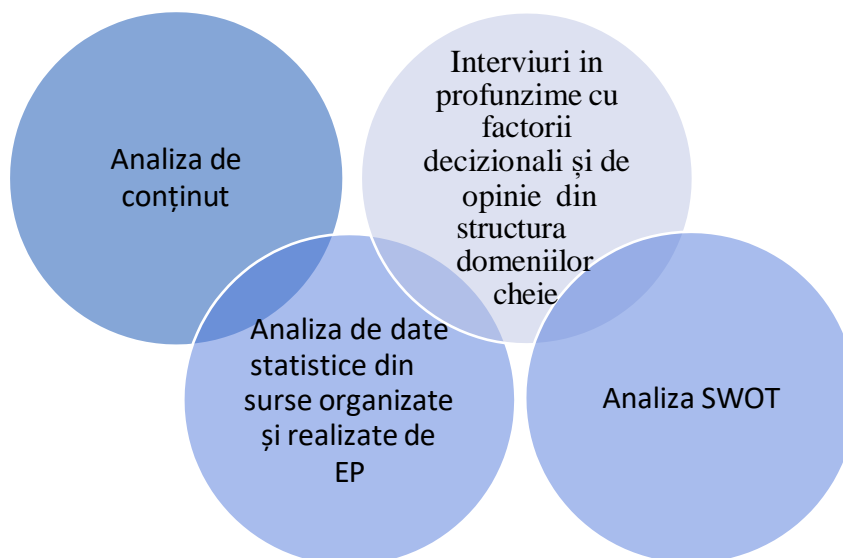 Analiza de
conținut
Interviuri in
profunzime cu
factorii
decizionali și de
opinie din
structura
domeniilor
cheie
Analiza de date
statistice din
surse organizate
și realizate de
EP
Analiza SWOT